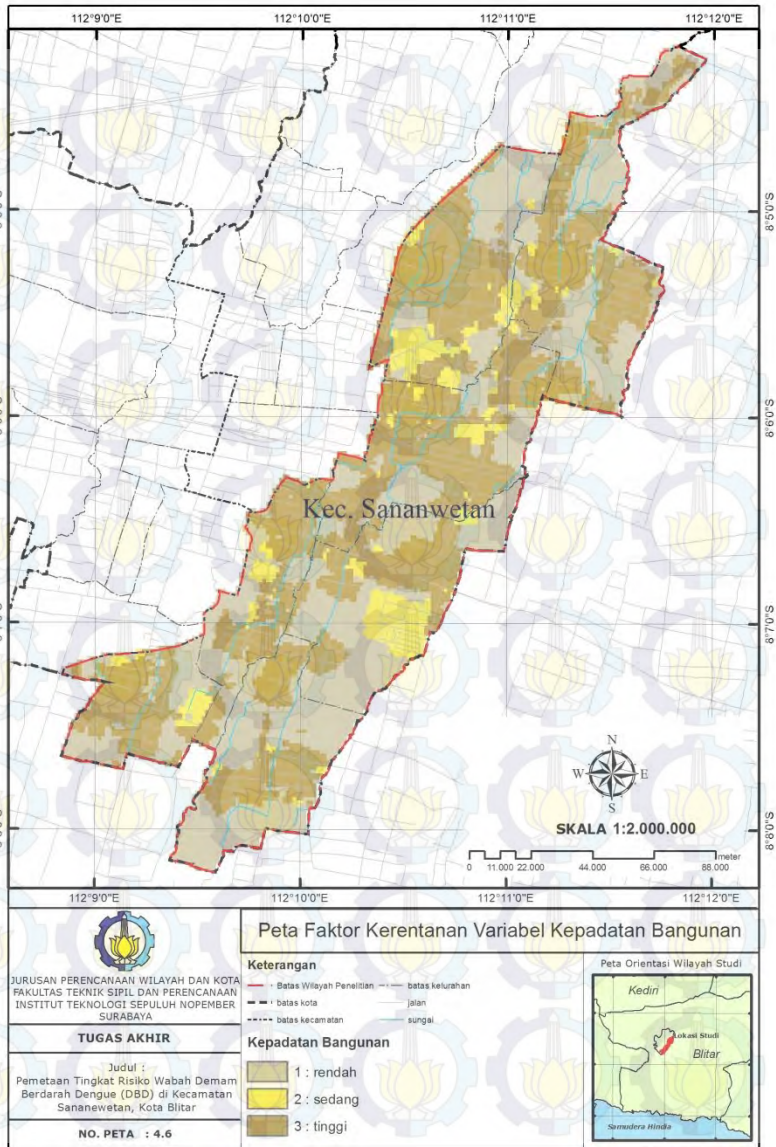 112°9'0"E 112°10'0"E 112°11'0"E 112°12'0"E
8°5'0"S
8°6'0"S
Kec. Sananwetan
8°7'0"S
N
W E
S
SKALA 1:2.000.000
8°8'0"S
meter
0 11.000 22.000 44.000 66.000 88.000
112°9'0"E 112°10'0"E 112°11'0"E 112°12'0"E
JURUSAN PERENCANAAN WILAYAH DAN KOTA
FAKULTAS TEKNIK SIPIL DAN PERENCANAAN
INSTITUT TEKNOLOGI SEPULUH NOPEMBER
SURABAYA
TUGAS AKHIR
Judul :
Pemetaan Tingkat Risiko Wabah Demam
Berdarah Dengue (DBD) di Kecamatan
Sananewetan, Kota Blitar
NO. PETA : 4.6
Peta Faktor Kerentanan Variabel Kepadatan Bangunan
Keterangan
Batas Wilayah Penelitian
batas kota
batas kecamatan
batas kelurahan
jalan
sungai
Kepadatan Bangunan
1 : rendah
2 : sedang
3 : tinggi
Peta Orientasi Wilayah Studi
Kediri
Lokasi Studi
Blitar
Samudera Hindia